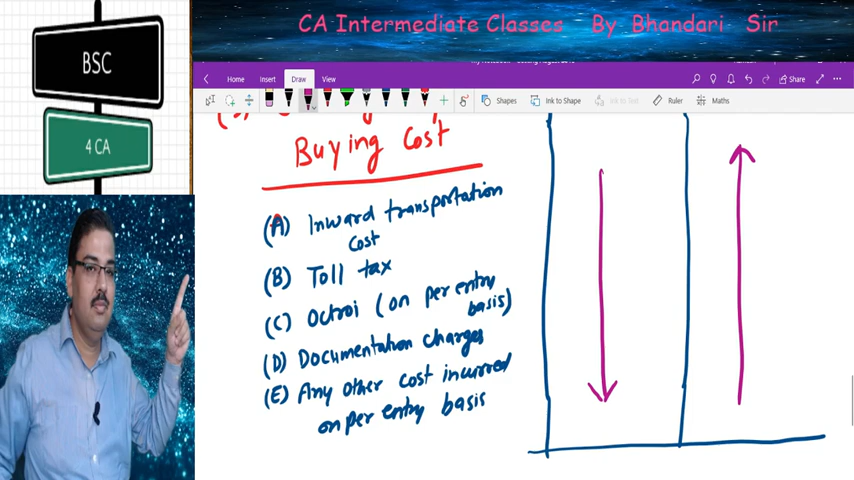 CA Intermediate Classes By Bhandari Sir
BSC
4 CA
Home Insert Draw View
Share
Shapes Ink to Shape Ink to Text Ruler Maths
Buying Cost
(A) Inward transportation
cost
(B) Toll tax
(C) Octroi (on per entry
basis)
(D) Documentation charges
(E) Any other cost incurred
on per entry basis